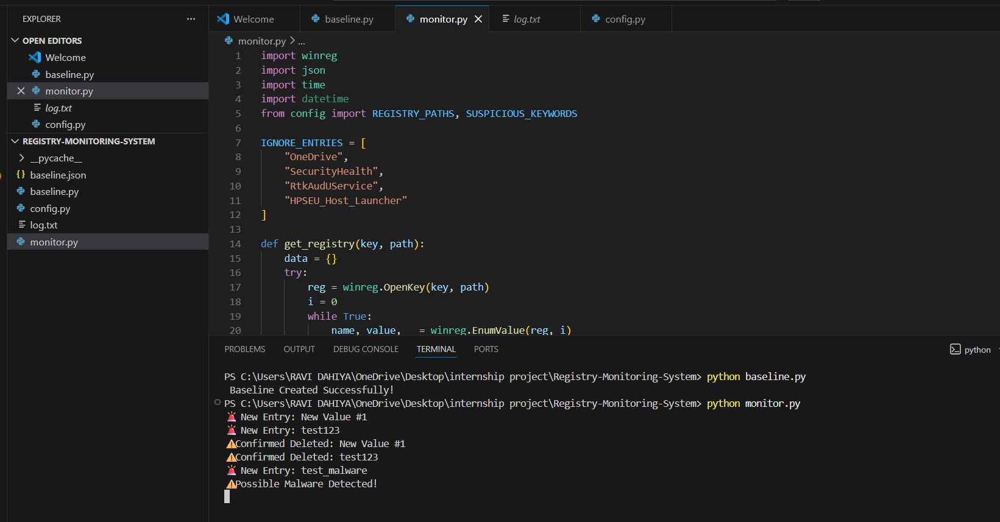 EXPLORER
···
OPEN EDITORS
Welcome
baseline.py
monitor.py
log.txt
config.py
REGISTRY-MONITORING-SYSTEM
__pycache__
baseline.json
baseline.py
config.py
log.txt
monitor.py
Welcome baseline.py monitor.py log.txt config.py
monitor.py > ...
1 import winreg
2 import json
3 import time
4 import datetime
5 from config import REGISTRY_PATHS, SUSPICIOUS_KEYWORDS
6
7 IGNORE_ENTRIES = [
8     "OneDrive",
9     "SecurityHealth",
10     "RtkAudUService",
11     "HPSEU_Host_Launcher"
12 ]
13
14 def get_registry(key, path):
15     data = {}
16     try:
17         reg = winreg.OpenKey(key, path)
18         i = 0
19         while True:
20             name, value, = winreg.EnumValue(reg, i)
PROBLEMS OUTPUT DEBUG CONSOLE TERMINAL PORTS python
PS C:\Users\RAVI DAHIYA\OneDrive\Desktop\internship project\Registry-Monitoring-System> python baseline.py
Baseline Created Successfully!
PS C:\Users\RAVI DAHIYA\OneDrive\Desktop\internship project\Registry-Monitoring-System> python monitor.py
🚨 New Entry: New Value #1
🚨 New Entry: test123
⚠Confirmed Deleted: New Value #1
⚠Confirmed Deleted: test123
🚨 New Entry: test_malware
⚠Possible Malware Detected!